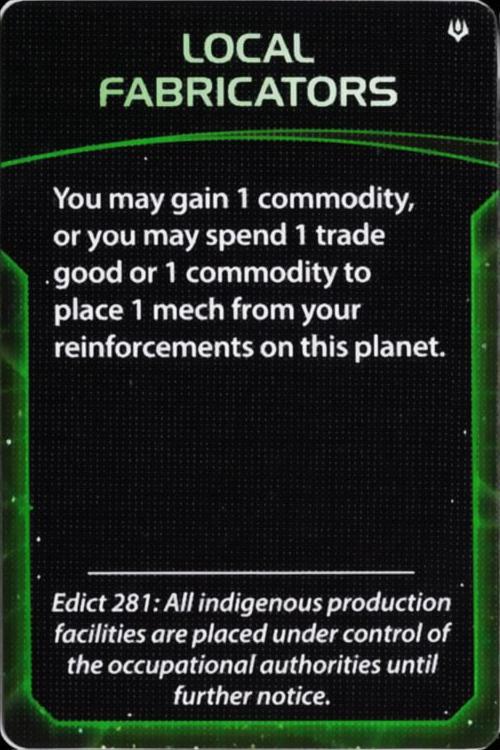 LOCAL
FABRICATORS
You may gain 1 commodity,
or you may spend 1 trade
good or 1 commodity to
place 1 mech from your
reinforcements on this planet.
Edict 281: All indigenous production
facilities are placed under control of
the occupational authorities until
further notice.